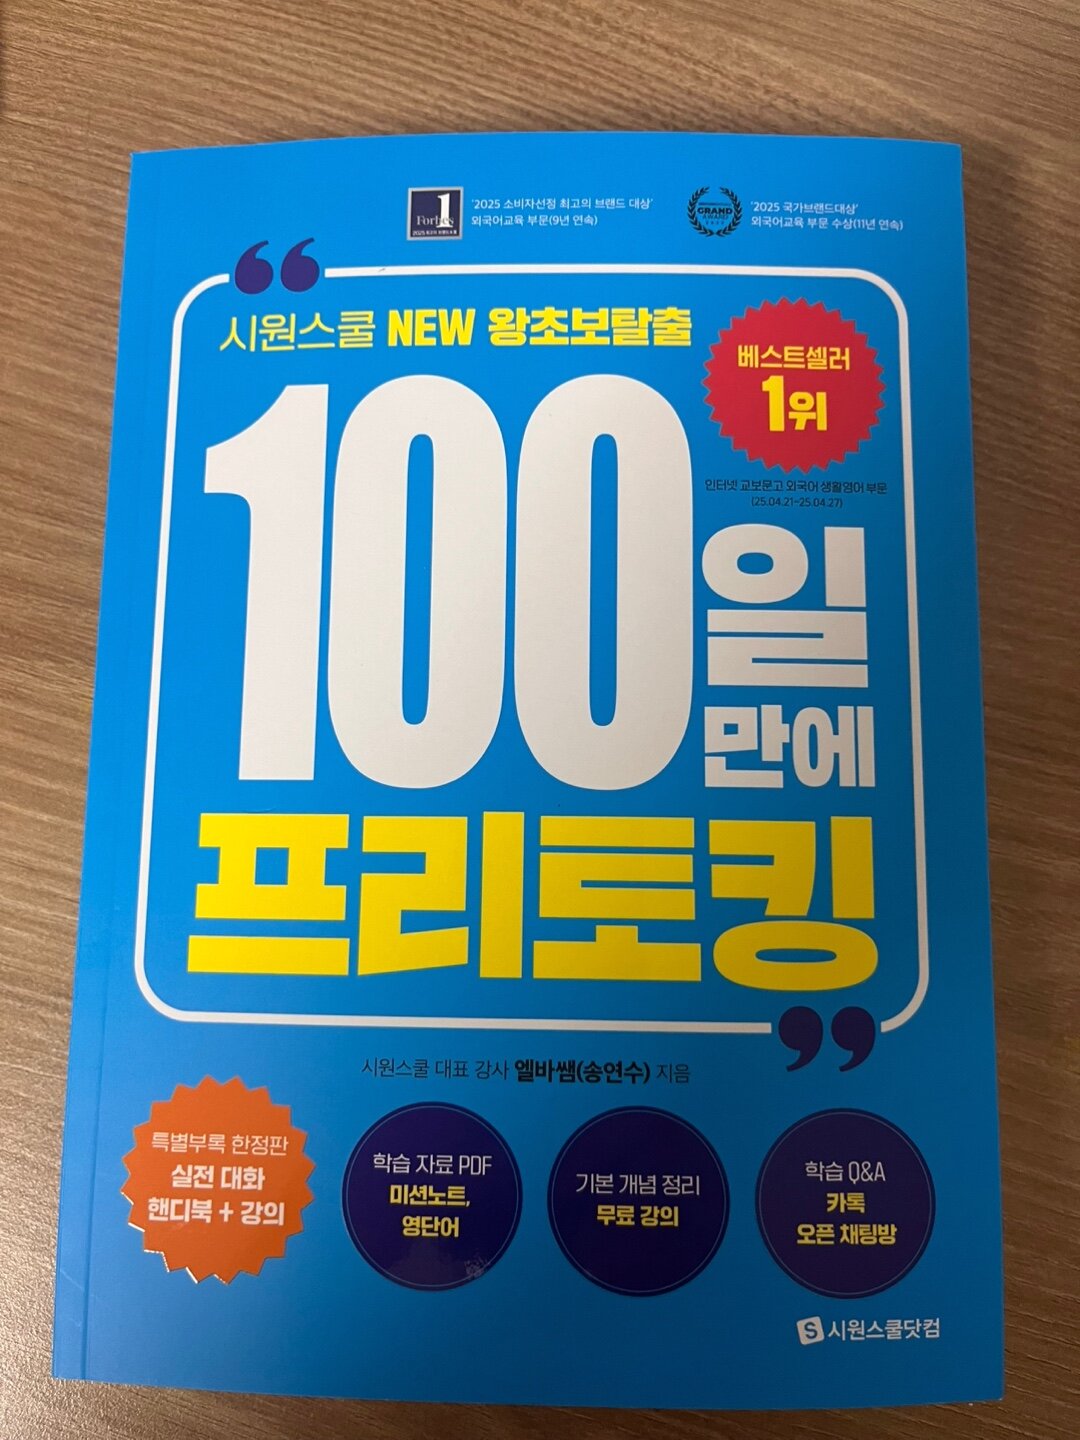 '2025 소비자선정 최고의 브랜드 대상'
외국어교육 부문(9년 연속)
'2025 국가브랜드대상'
외국어교육 부문 수상(11년 연속)
Forbes
1
GRAND
AWARD
시원스쿨 NEW 왕초보탈출
베스트셀러
1위
인터넷 교보문고 외국어 생활영어 부문
(25.04.21~25.04.27)
100일
만에
프리토킹
시원스쿨 대표 강사 엘바쌤(송연수) 지음
특별부록 한정판
실전 대화
핸디북 + 강의
학습 자료 PDF
미션노트,
영단어
기본 개념 정리
무료 강의
학습 Q&A
카톡
오픈 채팅방
S 시원스쿨닷컴